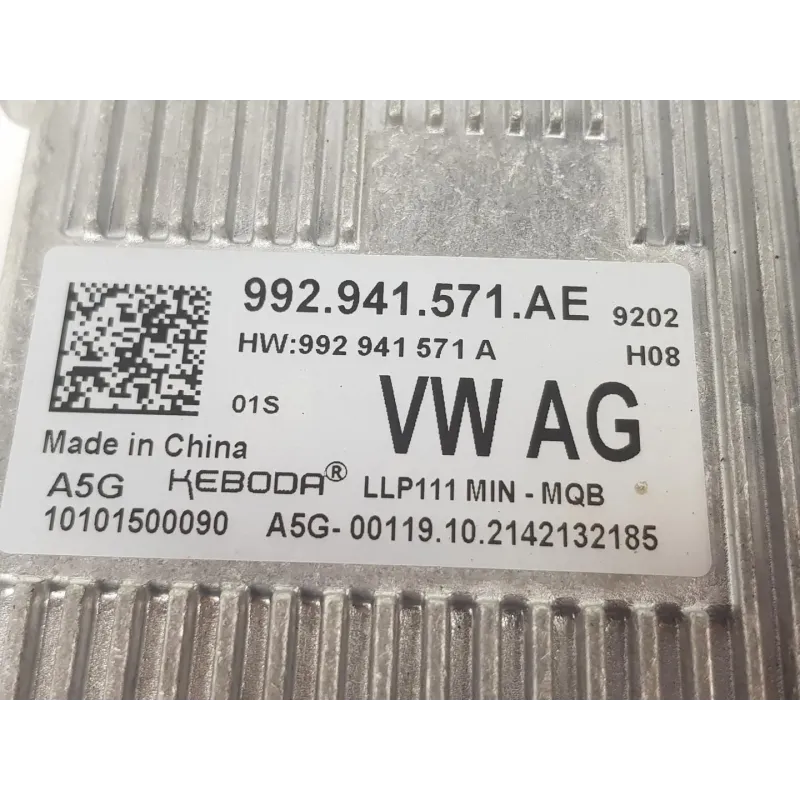 992.941.571.AE 9202
HW:992 941 571 A H08
01S VW AG
Made in China
A5G KEBODA® LLP111 MIN - MQB
10101500090 A5G- 00119.10.2142132185